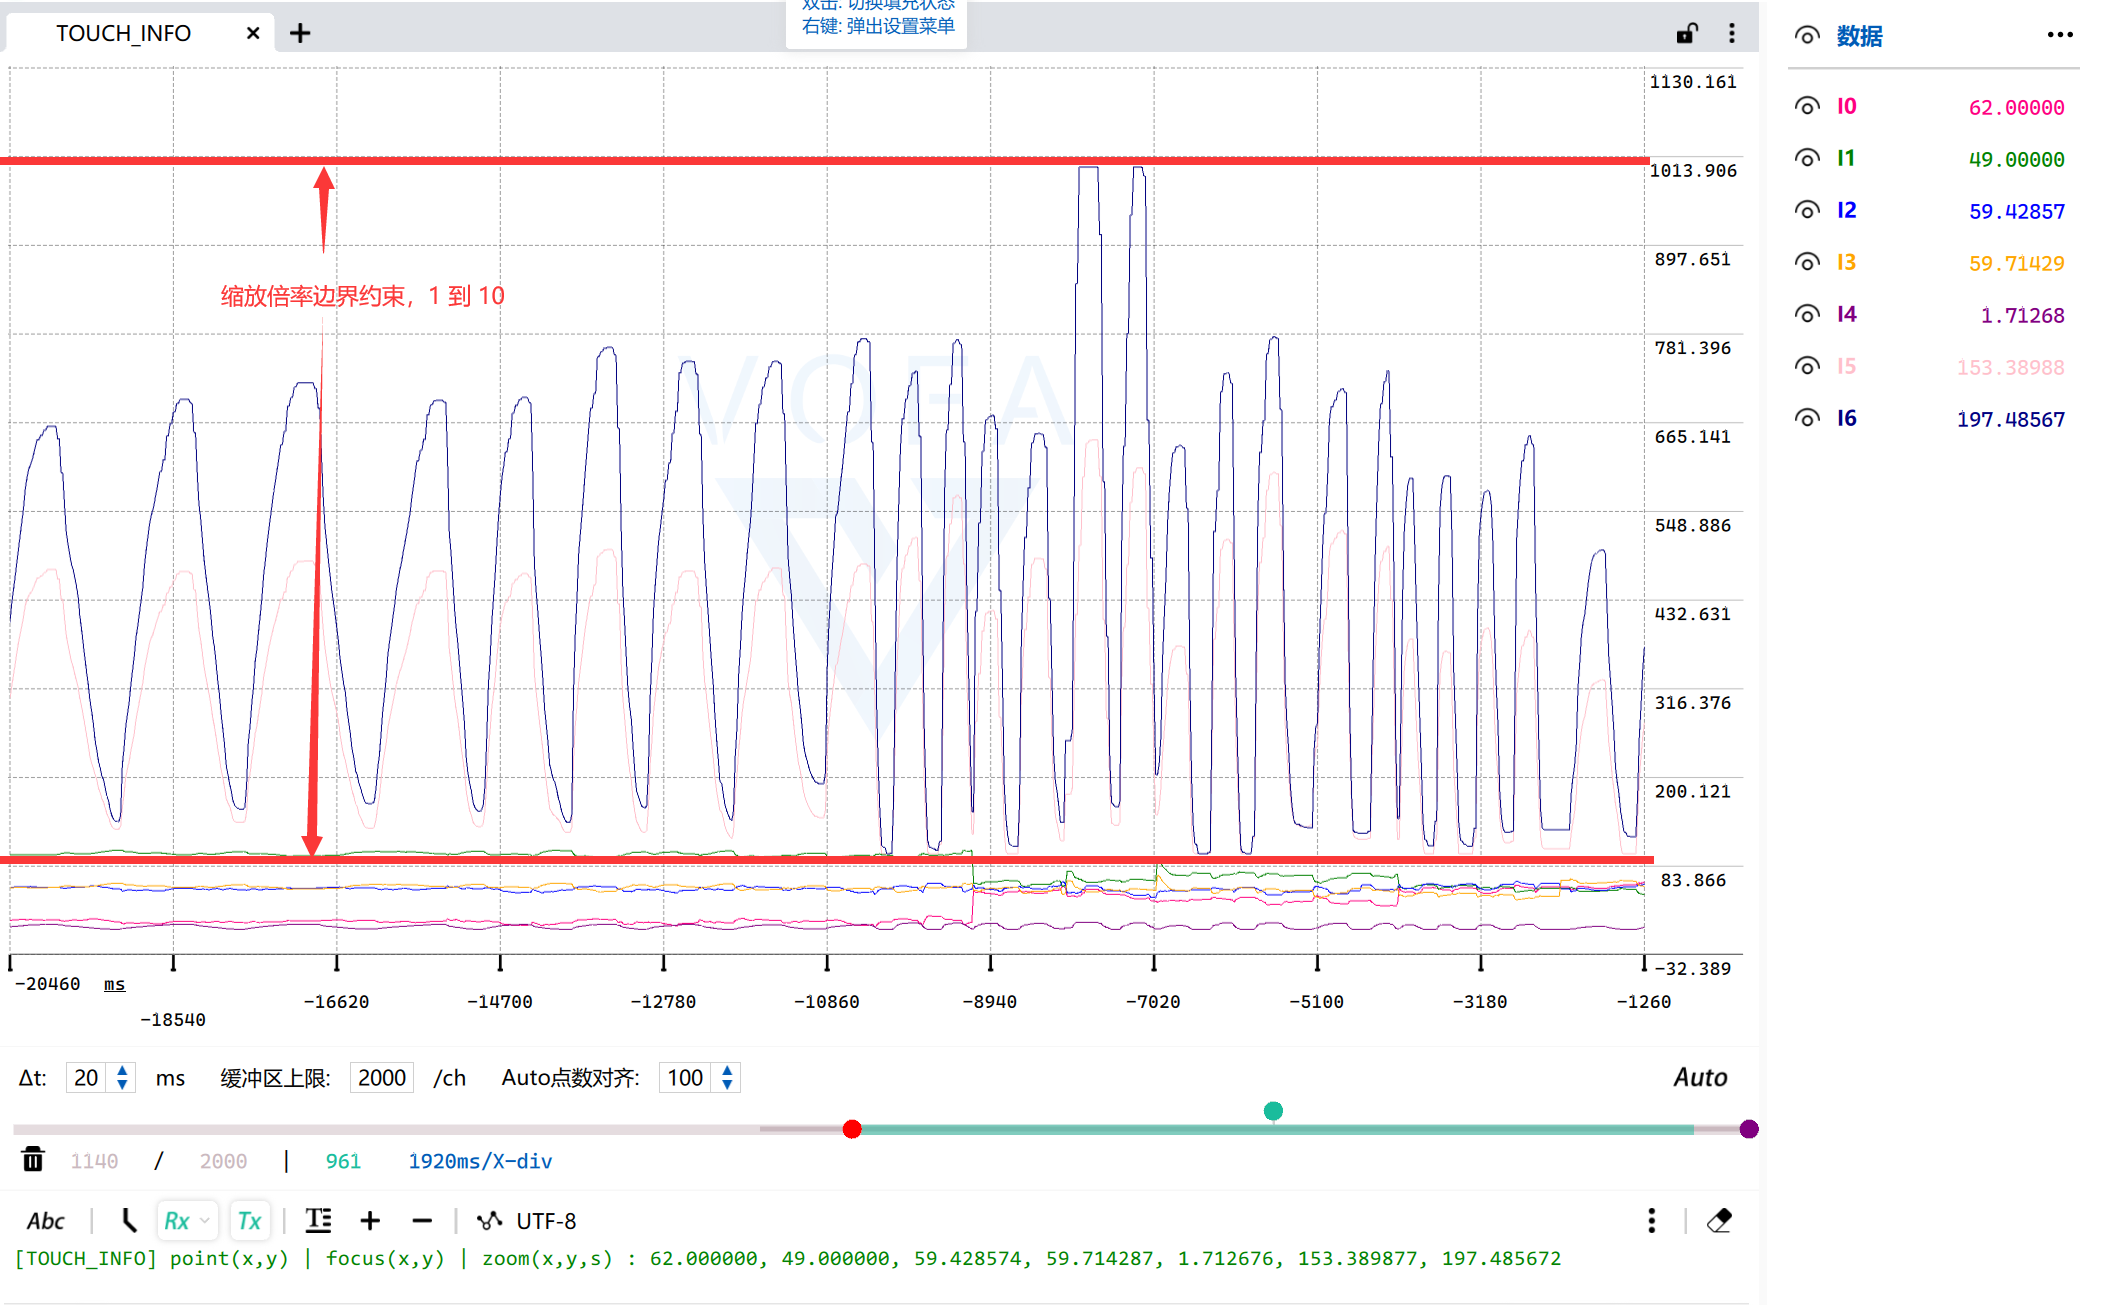 双击: 切换填充状态
右键: 弹出设置菜单
TOUCH_INFO
数据
I0 62.00000
I1 49.00000
I2 59.42857
I3 59.71429
I4 1.71268
I5 153.38988
I6 197.48567
1130.161
1013.906
897.651
781.396
665.141
548.886
432.631
316.376
200.121
83.866
-32.389
缩放倍率边界约束，1 到 10
VOFA
-20460 ms
-18540
-16620
-14700
-12780
-10860
-8940
-7020
-5100
-3180
-1260
Δt: 20 ms 缓冲区上限: 2000 /ch Auto点数对齐: 100
Auto
1140 / 2000 | 961 1920ms/X-div
Abc | Rx Tx | UTF-8
[TOUCH_INFO] point(x,y) | focus(x,y) | zoom(x,y,s) : 62.000000, 49.000000, 59.428574, 59.714287, 1.712676, 153.389877, 197.485672